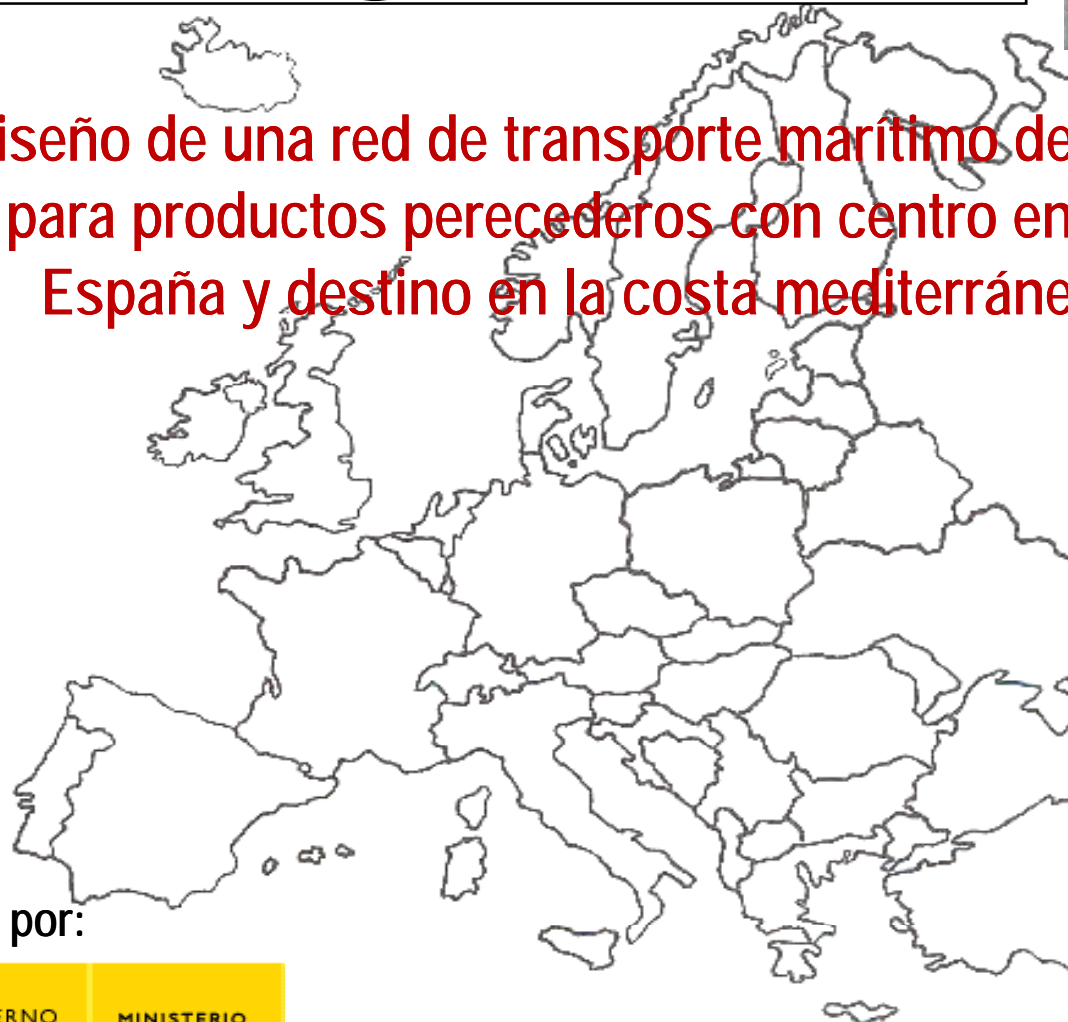 iseño de una red de transporte marítimo de
para productos perecederos con centro en
España y destino en la costa mediterráne
por:
ERNO MINISTERIO